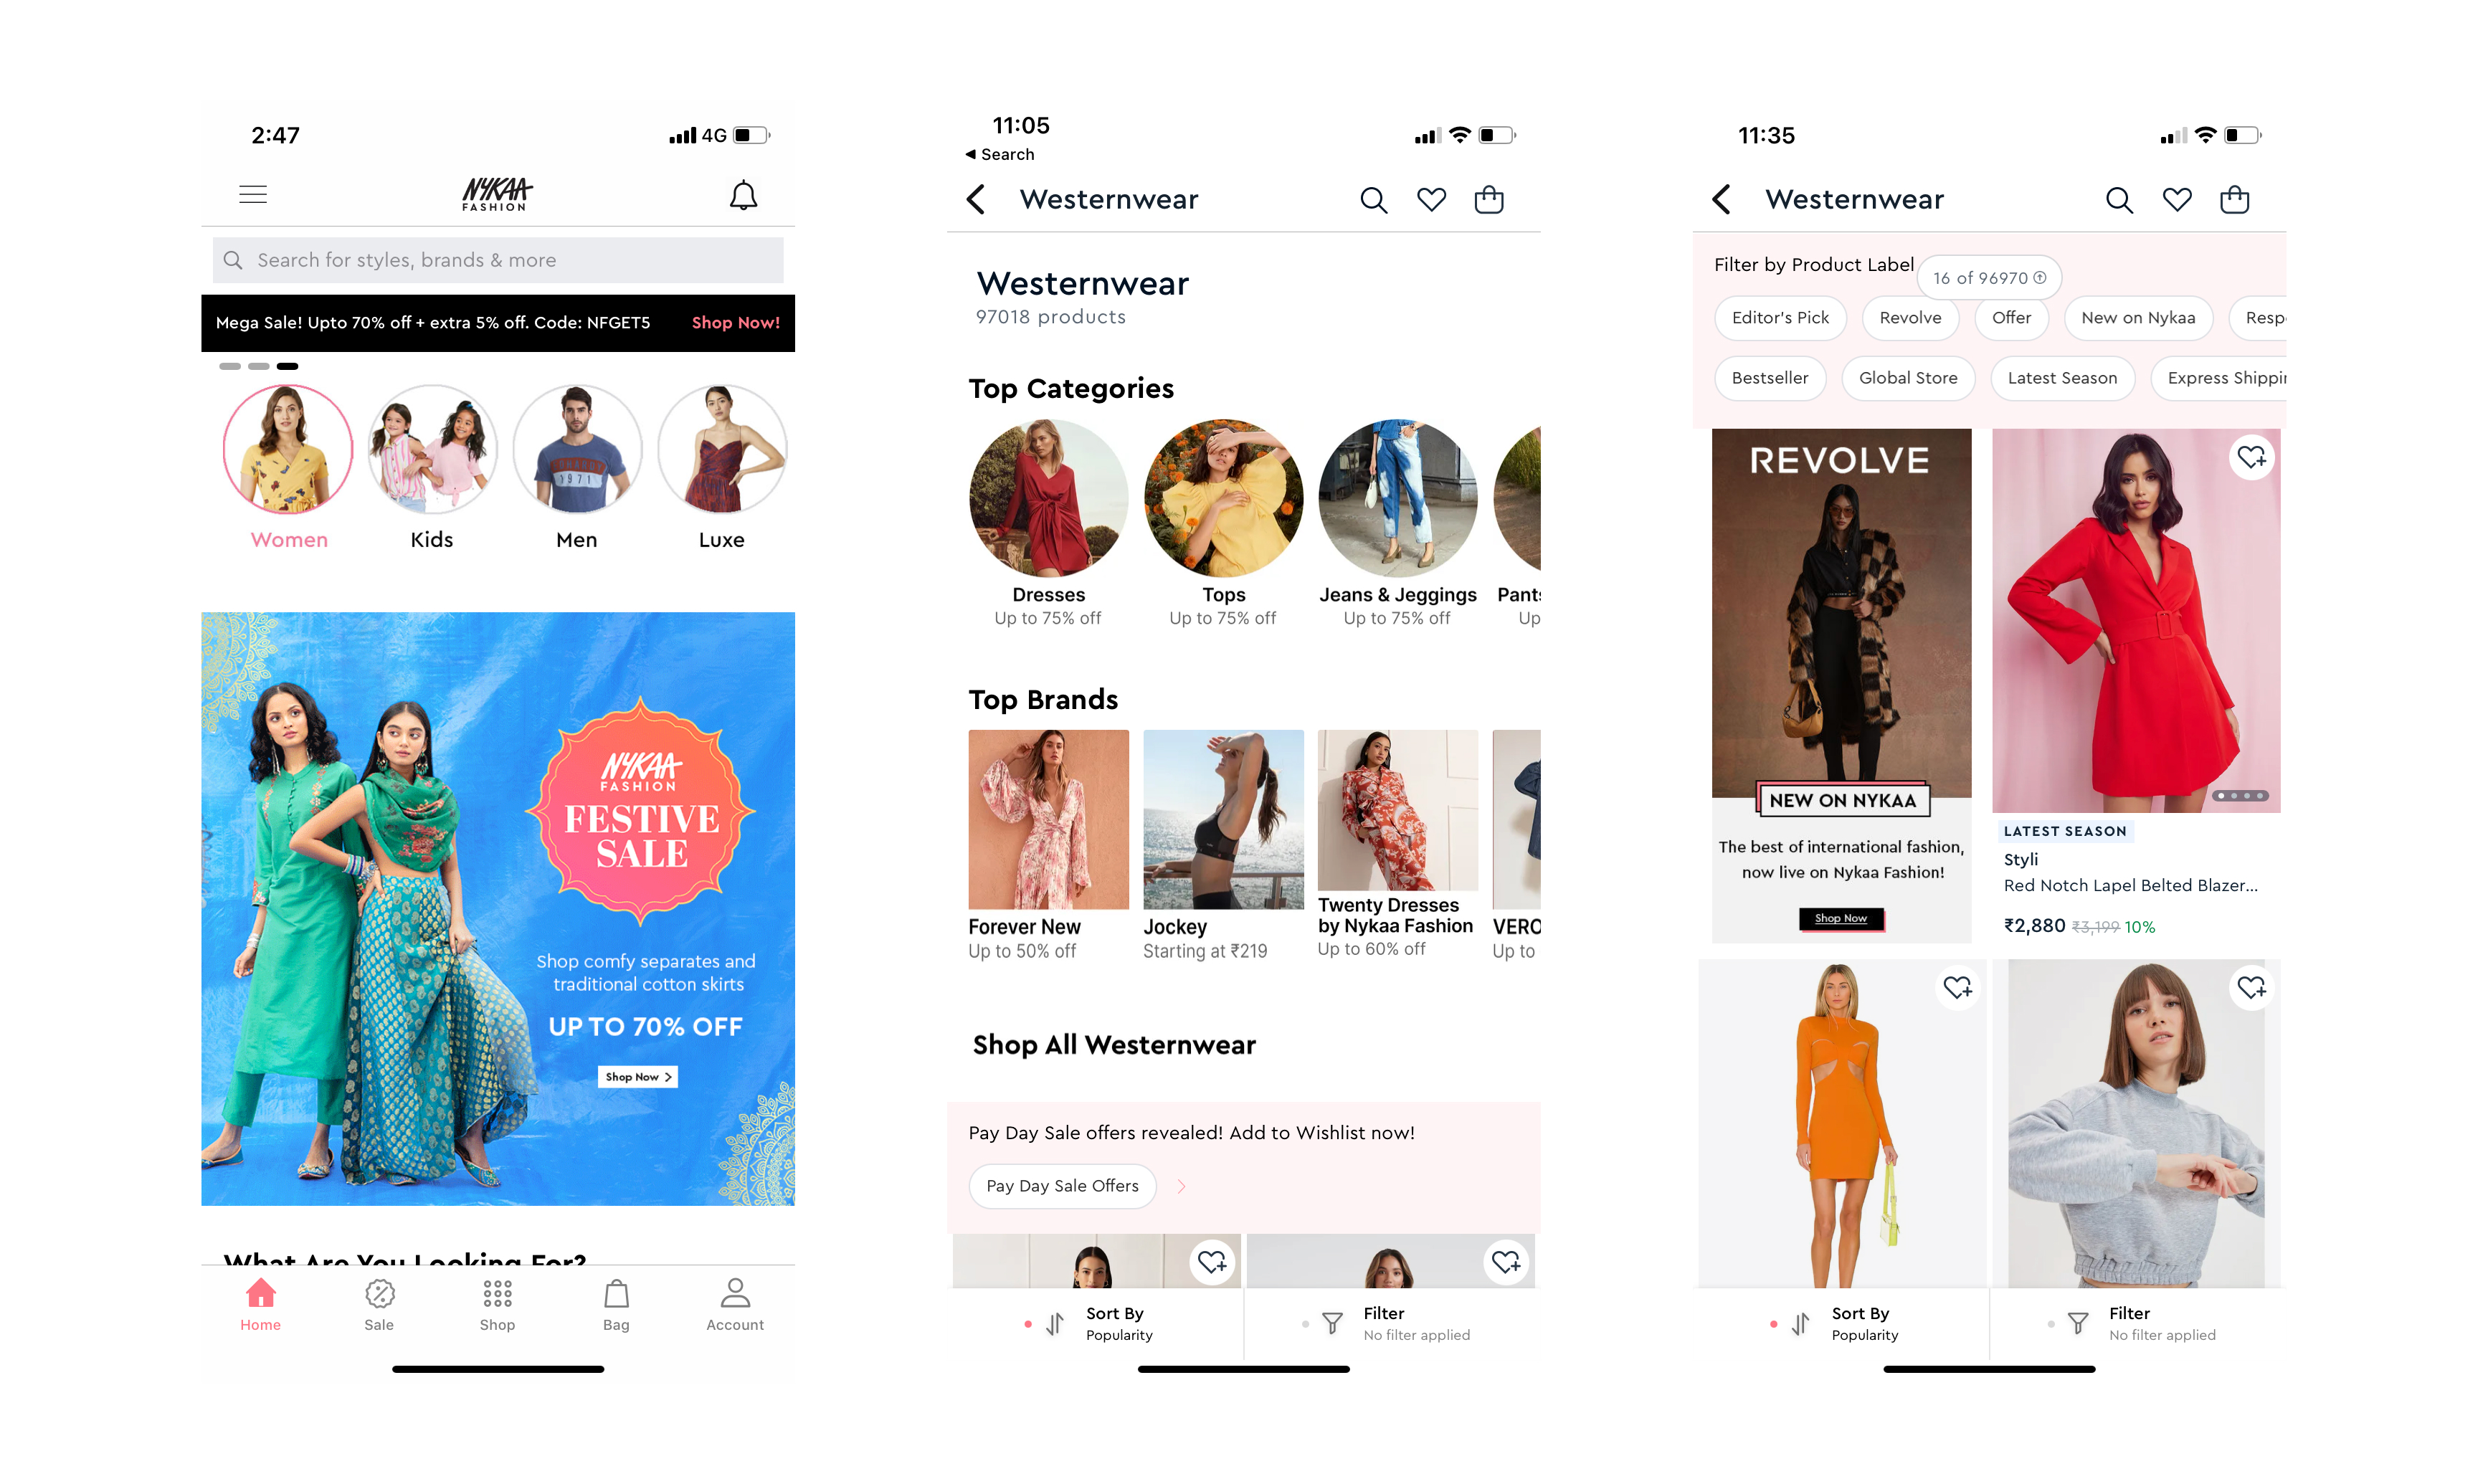 2:47
4G
NYKAA
FASHION
Search for styles, brands & more
Mega Sale! Upto 70% off + extra 5% off. Code: NFGET5 Shop Now!
1971
Women Kids Men Luxe
NYKAA
FASHION
FESTIVE
SALE
Shop comfy separates and
traditional cotton skirts
UP TO 70% OFF
Shop Now >
What Are You Looking For?
Home Sale Shop Bag Account
11:05
◀ Search
Westernwear
Westernwear
97018 products
Top Categories
Dresses Tops Jeans & Jeggings Pants
Up to 75% off Up to 75% off Up to 75% off Up
Top Brands
Forever New
Up to 50% off
Jockey
Starting at ₹219
Twenty Dresses
by Nykaa Fashion
Up to 60% off
VERO
Up to
Shop All Westernwear
Pay Day Sale offers revealed! Add to Wishlist now!
Pay Day Sale Offers
Sort By
Popularity
Filter
No filter applied
11:35
Westernwear
Filter by Product Label
16 of 96970
Editor's Pick Revolve Offer New on Nykaa Resp
Bestseller Global Store Latest Season Express Shippin
REVOLVE
NEW ON NYKAA
The best of international fashion,
now live on Nykaa Fashion!
Shop Now
LATEST SEASON
Styli
Red Notch Lapel Belted Blazer...
₹2,880 ₹3,199 10%
Sort By
Popularity
Filter
No filter applied